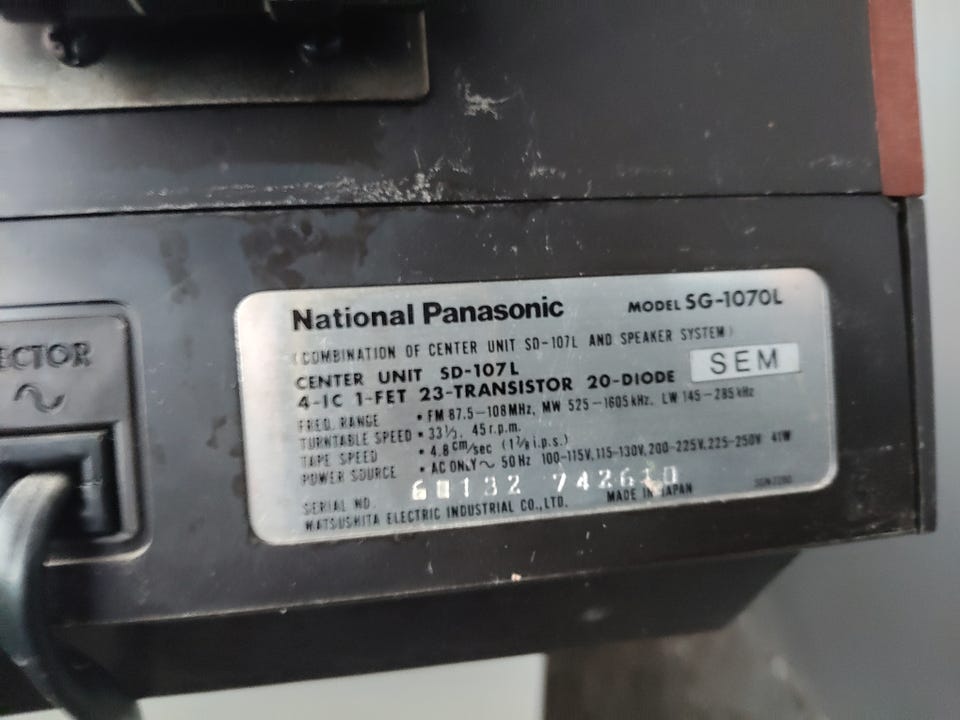 ECTOR
National Panasonic MODEL SG-1070L
(COMBINATION OF CENTER UNIT SD-107L AND SPEAKER SYSTEM)
CENTER UNIT SD-107L SEM
4-IC 1-FET 23-TRANSISTOR 20-DIODE
FREQ. RANGE • FM 87.5–108MHz, MW 525–1605kHz, LW 145–285kHz
TURNTABLE SPEED • 33⅓, 45 r.p.m.
TAPE SPEED • 4.8cm/sec (1⅞ i.p.s.)
POWER SOURCE • AC ONLY ~ 50Hz 100-115V,115-130V,200-225V,225-250V 41W
SERIAL NO.
MATSUSHITA ELECTRIC INDUSTRIAL CO.,LTD. MADE IN JAPAN